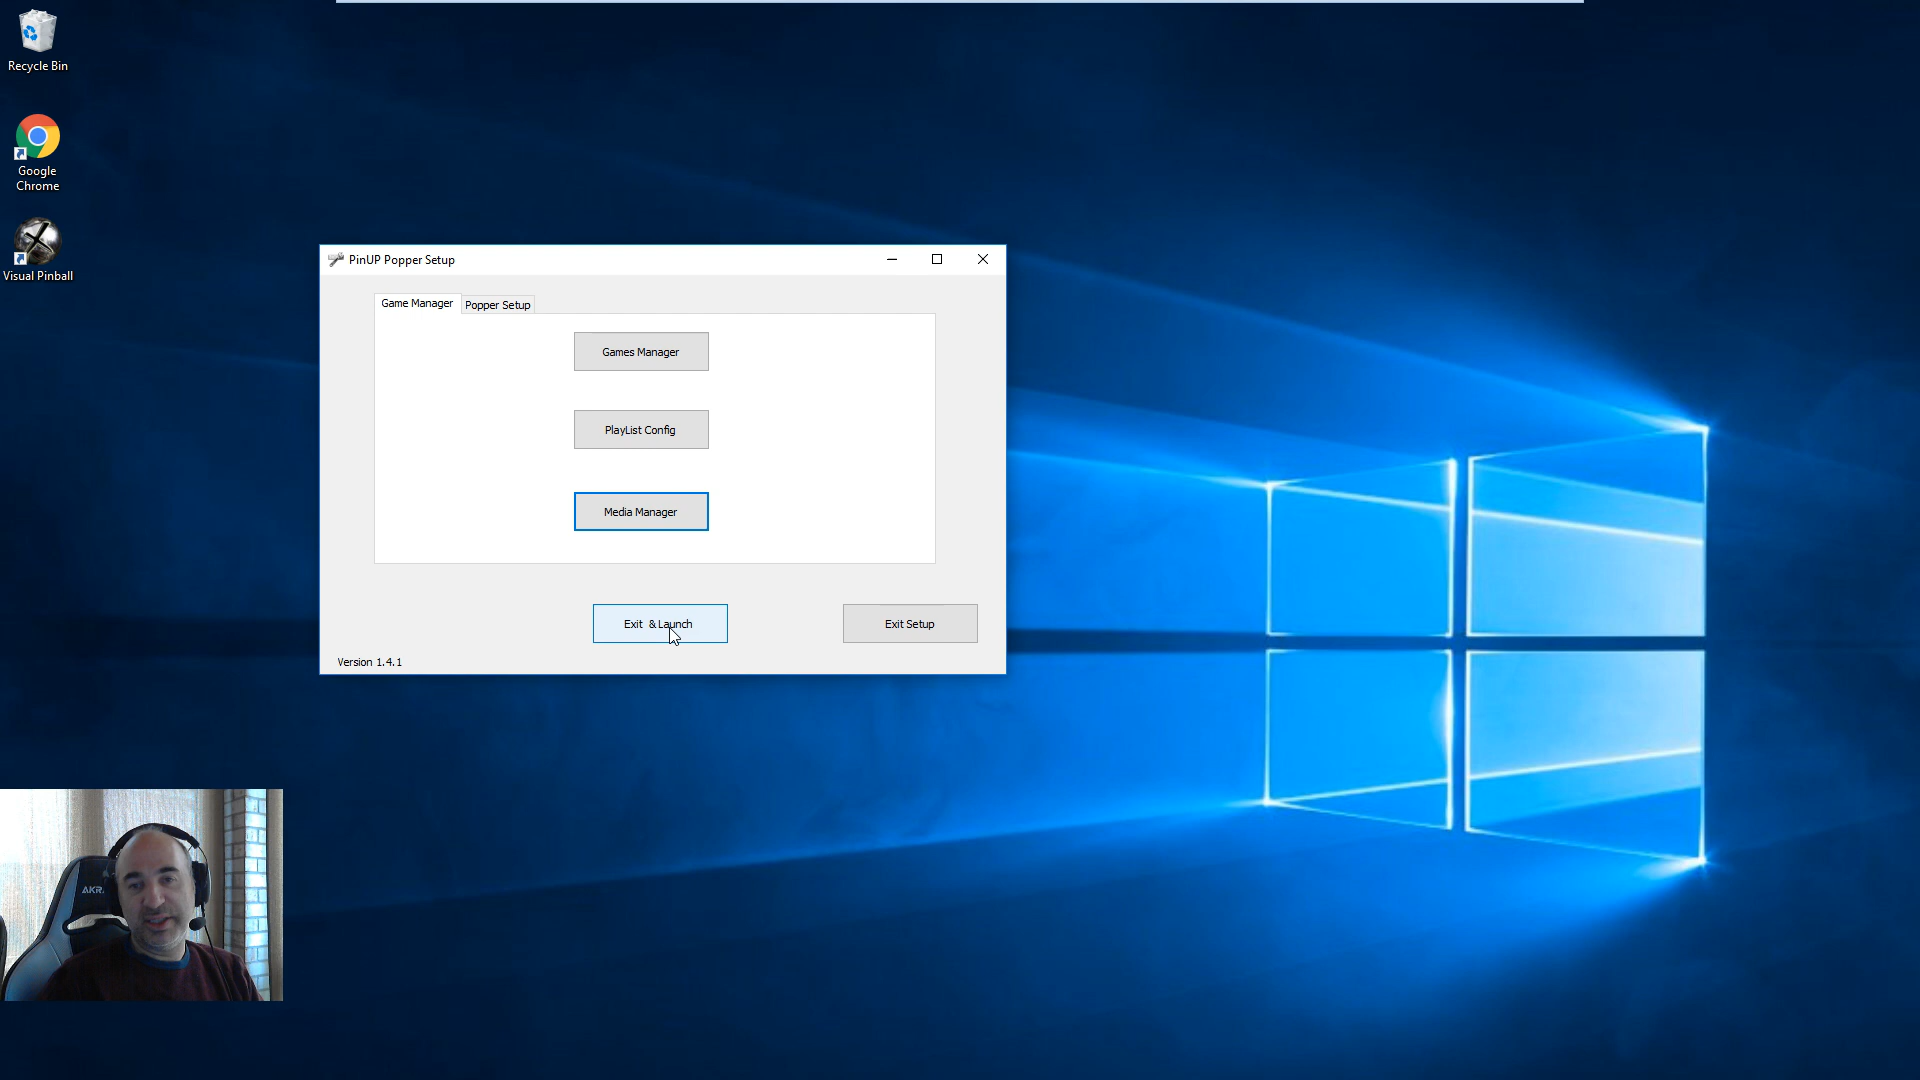 Recycle Bin
Google
Chrome
Visual Pinball
PinUP Popper Setup
Game Manager
Popper Setup
Games Manager
PlayList Config
Media Manager
Exit & Launch
Exit Setup
Version 1.4.1